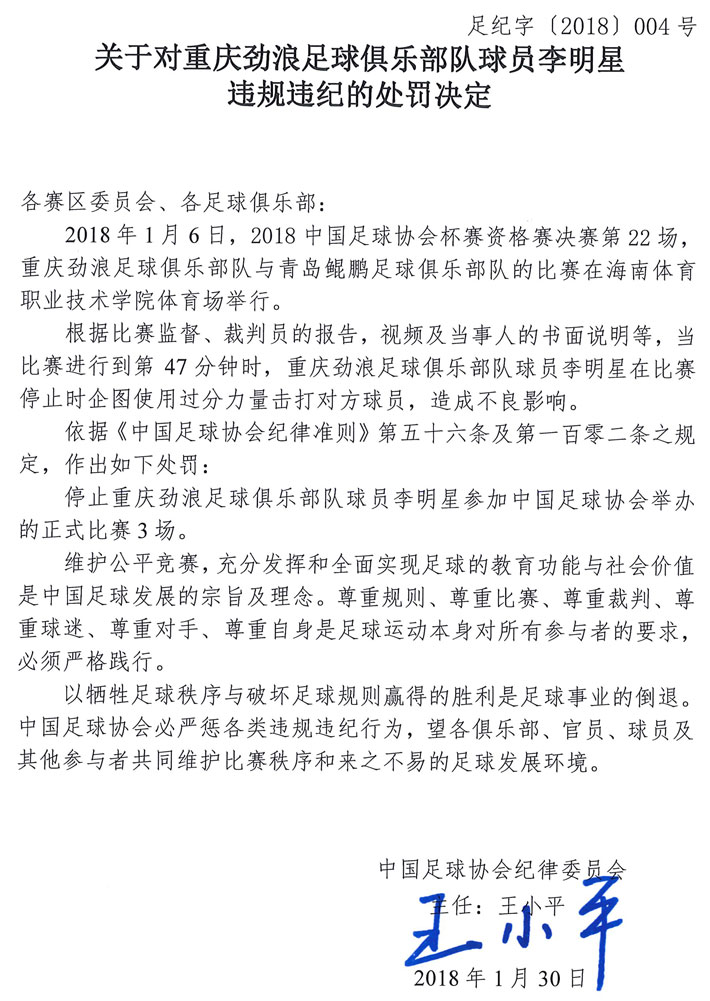 足纪字〔2018〕004号
关于对重庆劲浪足球俱乐部队球员李明星
违规违纪的处罚决定
各赛区委员会、各足球俱乐部：
2018年1月6日，2018中国足球协会杯赛资格赛决赛第22场，
重庆劲浪足球俱乐部队与青岛鲲鹏足球俱乐部队的比赛在海南体育
职业技术学院体育场举行。
根据比赛监督、裁判员的报告，视频及当事人的书面说明等，当
比赛进行到第 47 分钟时，重庆劲浪足球俱乐部队球员李明星在比赛
停止时企图使用过分力量击打对方球员，造成不良影响。
依据《中国足球协会纪律准则》第五十六条及第一百零二条之规
定，作出如下处罚：
停止重庆劲浪足球俱乐部队球员李明星参加中国足球协会举办
的正式比赛3场。
维护公平竞赛，充分发挥和全面实现足球的教育功能与社会价值
是中国足球发展的宗旨及理念。尊重规则、尊重比赛、尊重裁判、尊
重球迷、尊重对手、尊重自身是足球运动本身对所有参与者的要求，
必须严格践行。
以牺牲足球秩序与破坏足球规则赢得的胜利是足球事业的倒退。
中国足球协会必严惩各类违规违纪行为，望各俱乐部、官员、球员及
其他参与者共同维护比赛秩序和来之不易的足球发展环境。
中国足球协会纪律委员会
主任：王小平
王小平
2018年1月30日